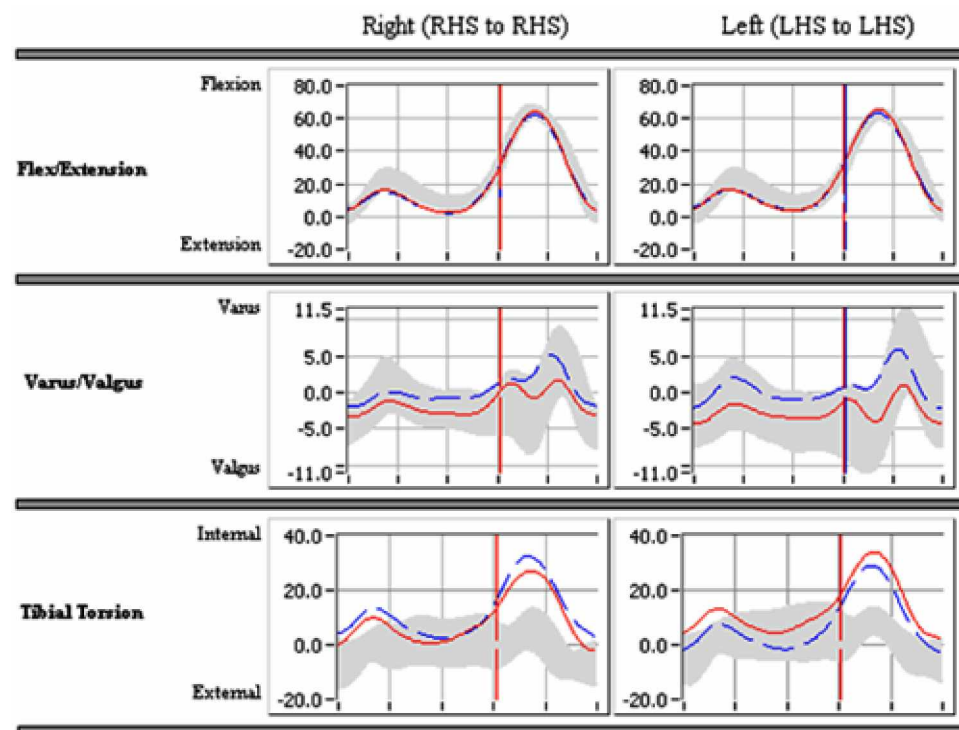 Right (RHS to RHS) Left (LHS to LHS)
Flexion 80.0 80.0
60.0 60.0
Flex/Extension 40.0 40.0
20.0 20.0
0.0 0.0
Extension -20.0 -20.0
Varus 11.5 11.5
5.0 5.0
Varus/Valgus 0.0 0.0
-5.0 -5.0
Valgus -11.0 -11.0
Internal 40.0 40.0
20.0 20.0
Tibial Torsion
0.0 0.0
External -20.0 -20.0